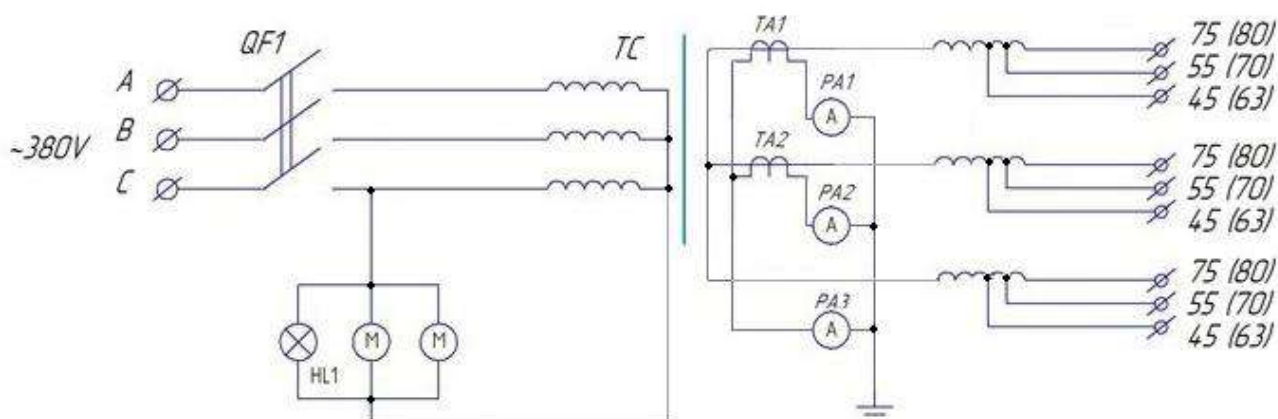 QF1
TC
A
B
C
~380V
HL1
M
M
TA1
PA1
A
TA2
PA2
A
PA3
A
75 (80)
55 (70)
45 (63)
75 (80)
55 (70)
45 (63)
75 (80)
55 (70)
45 (63)